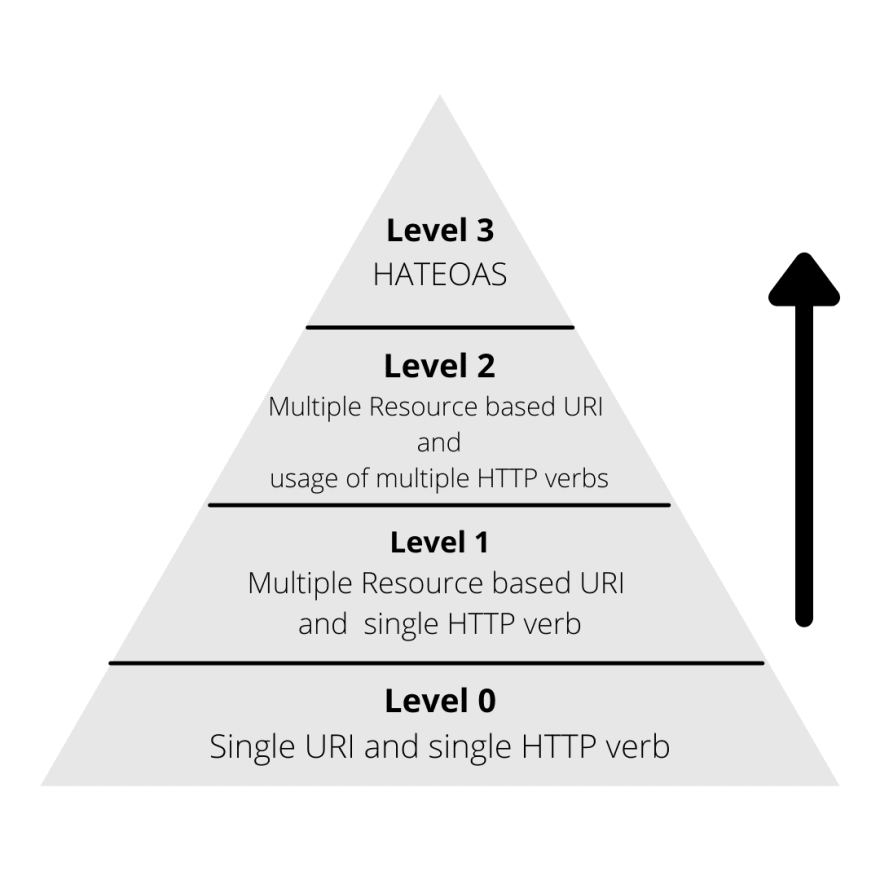 Level 3
HATEOAS
Level 2
Multiple Resource based URI
and
usage of multiple HTTP verbs
Level 1
Multiple Resource based URI
and  single HTTP verb
Level 0
Single URI and single HTTP verb